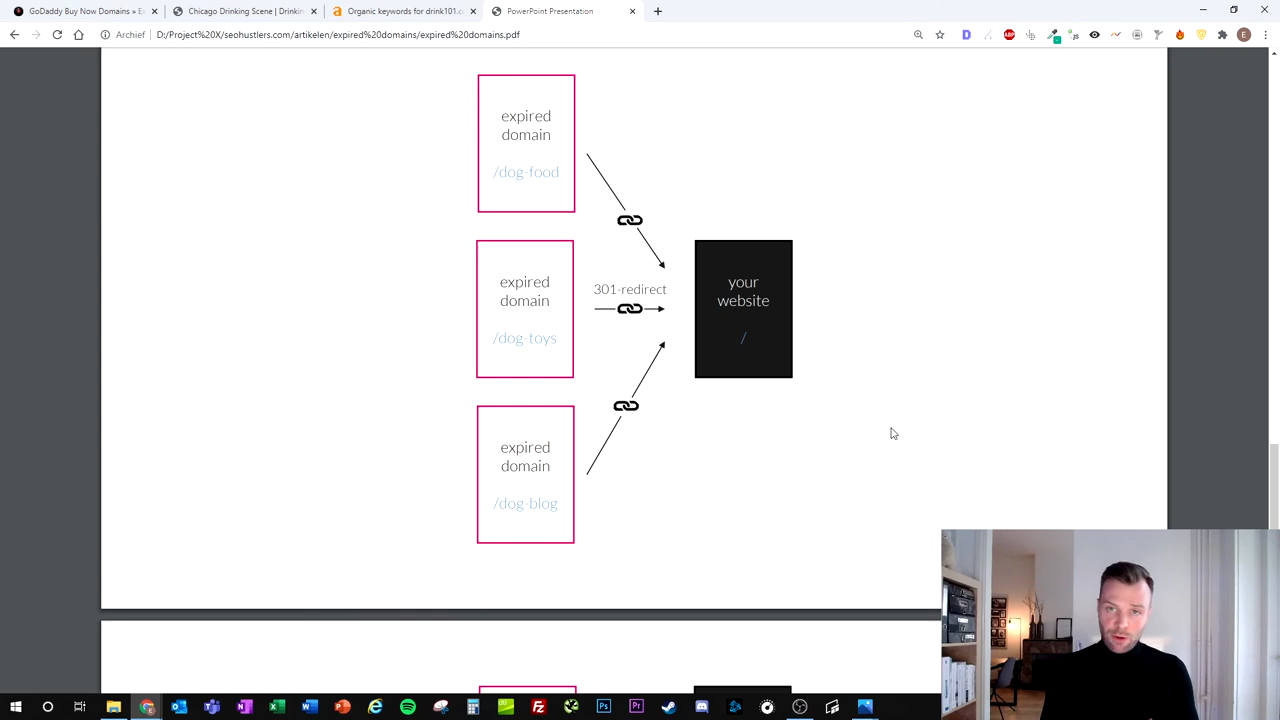 GoDaddy Buy Now Domains » E
Chicago Drinking Scene | Drinkin
Organic keywords for drink101.c
PowerPoint Presentation
Archief
D:/Project%20X/seohustlers.com/artikelen/expired%20domains/expired%20domains.pdf
expired
domain
/dog-food
expired
domain
/dog-toys
301-redirect
your
website
/
expired
domain
/dog-blog